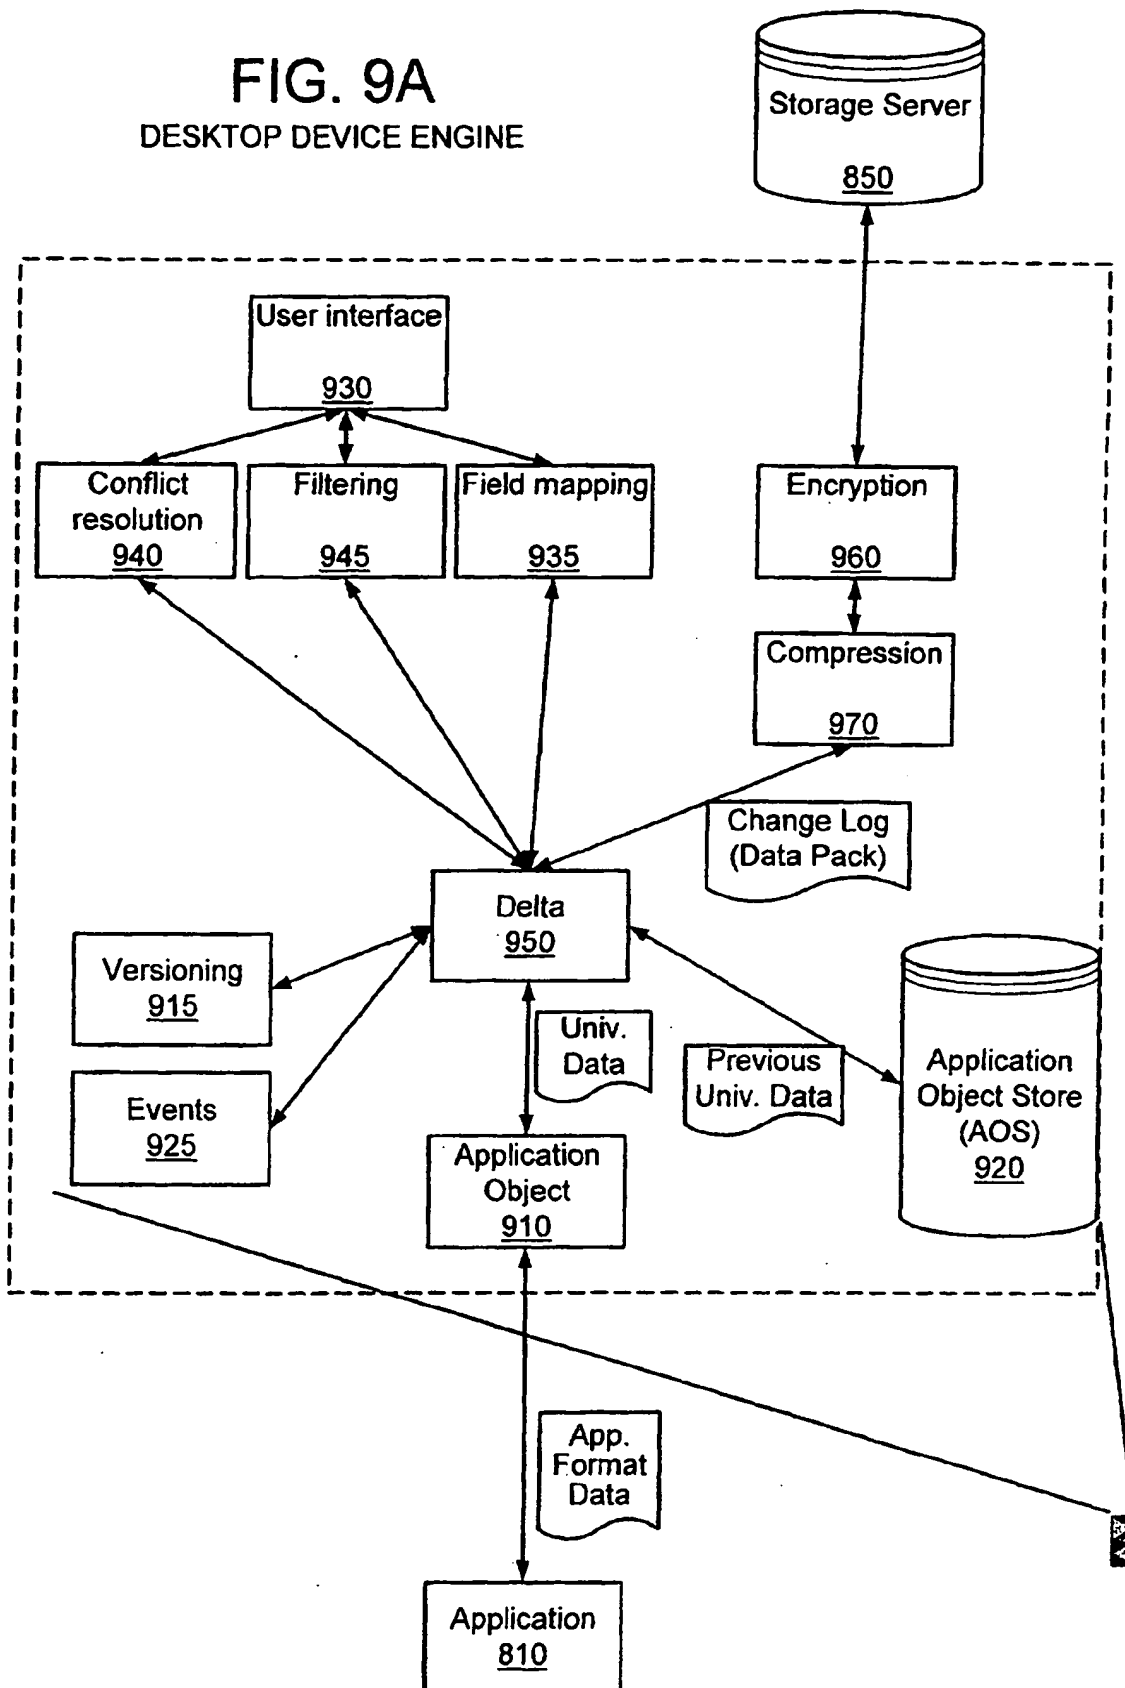 FIG. 9A
DESKTOP DEVICE ENGINE
Storage Server
850
User interface
930
Conflict
resolution
940
Filtering
945
Field mapping
935
Encryption
960
Compression
970
Change Log
(Data Pack)
Delta
950
Versioning
915
Events
925
Univ.
Data
Previous
Univ. Data
Application
Object Store
(AOS)
920
Application
Object
910
App.
Format
Data
Application
810